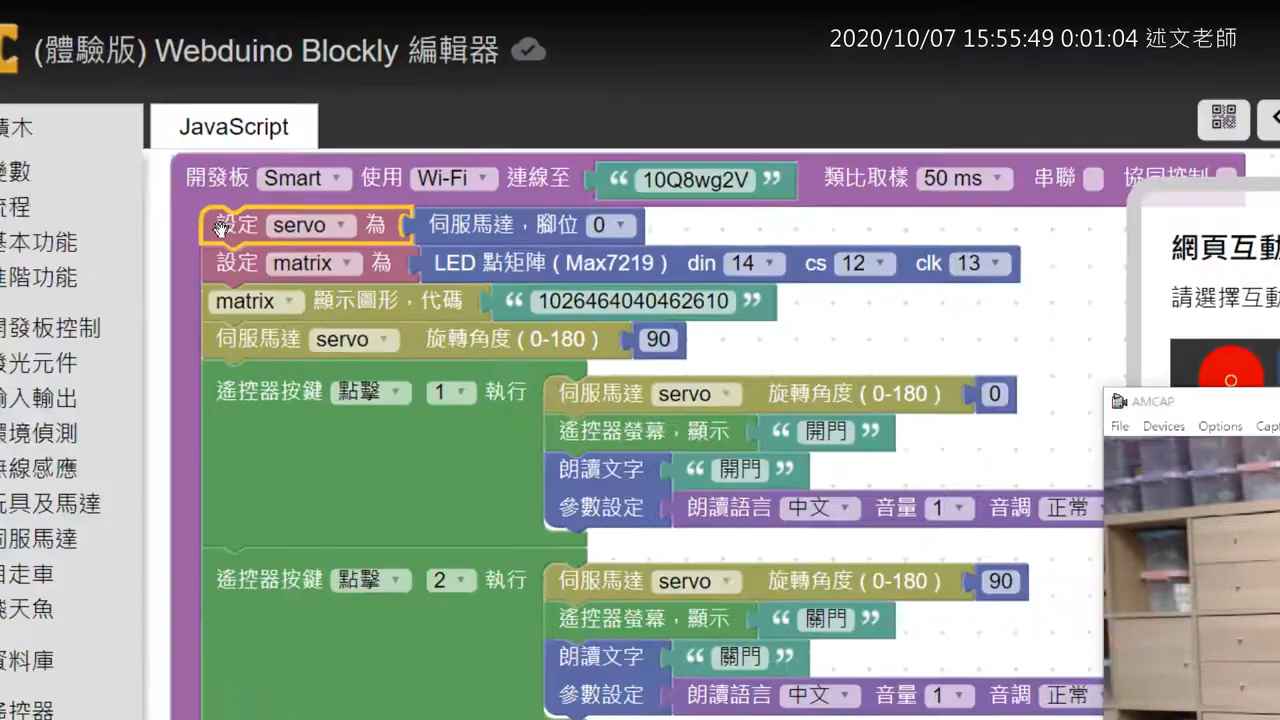 (體驗版) Webduino Blockly 編輯器
2020/10/07 15:55:49 0:01:04 述文老師
積木
JavaScript
變數
流程
基本功能
進階功能
開發板控制
發光元件
輸入輸出
環境偵測
無線感應
玩具及馬達
伺服馬達
自走車
飛天魚
資料庫
遙控器
開發板 Smart 使用 Wi-Fi 連線至 “ 10Q8wg2V ” 類比取樣 50 ms 串聯 協同控制
設定 servo 為 伺服馬達，腳位 0
設定 matrix 為 LED 點矩陣 ( Max7219 ) din 14 cs 12 clk 13
matrix 顯示圖形，代碼 “ 1026464040462610 ”
伺服馬達 servo 旋轉角度 ( 0-180 ) 90
遙控器按鍵 點擊 1 執行 伺服馬達 servo 旋轉角度 ( 0-180 ) 0
遙控器螢幕，顯示 “ 開門 ”
朗讀文字 “ 開門 ”
參數設定 朗讀語言 中文 音量 1 音調 正常
遙控器按鍵 點擊 2 執行 伺服馬達 servo 旋轉角度 ( 0-180 ) 90
遙控器螢幕，顯示 “ 關門 ”
朗讀文字 “ 關門 ”
參數設定 朗讀語言 中文 音量 1 音調 正常
網頁互動
請選擇互動
AMCAP
File Devices Options Capt